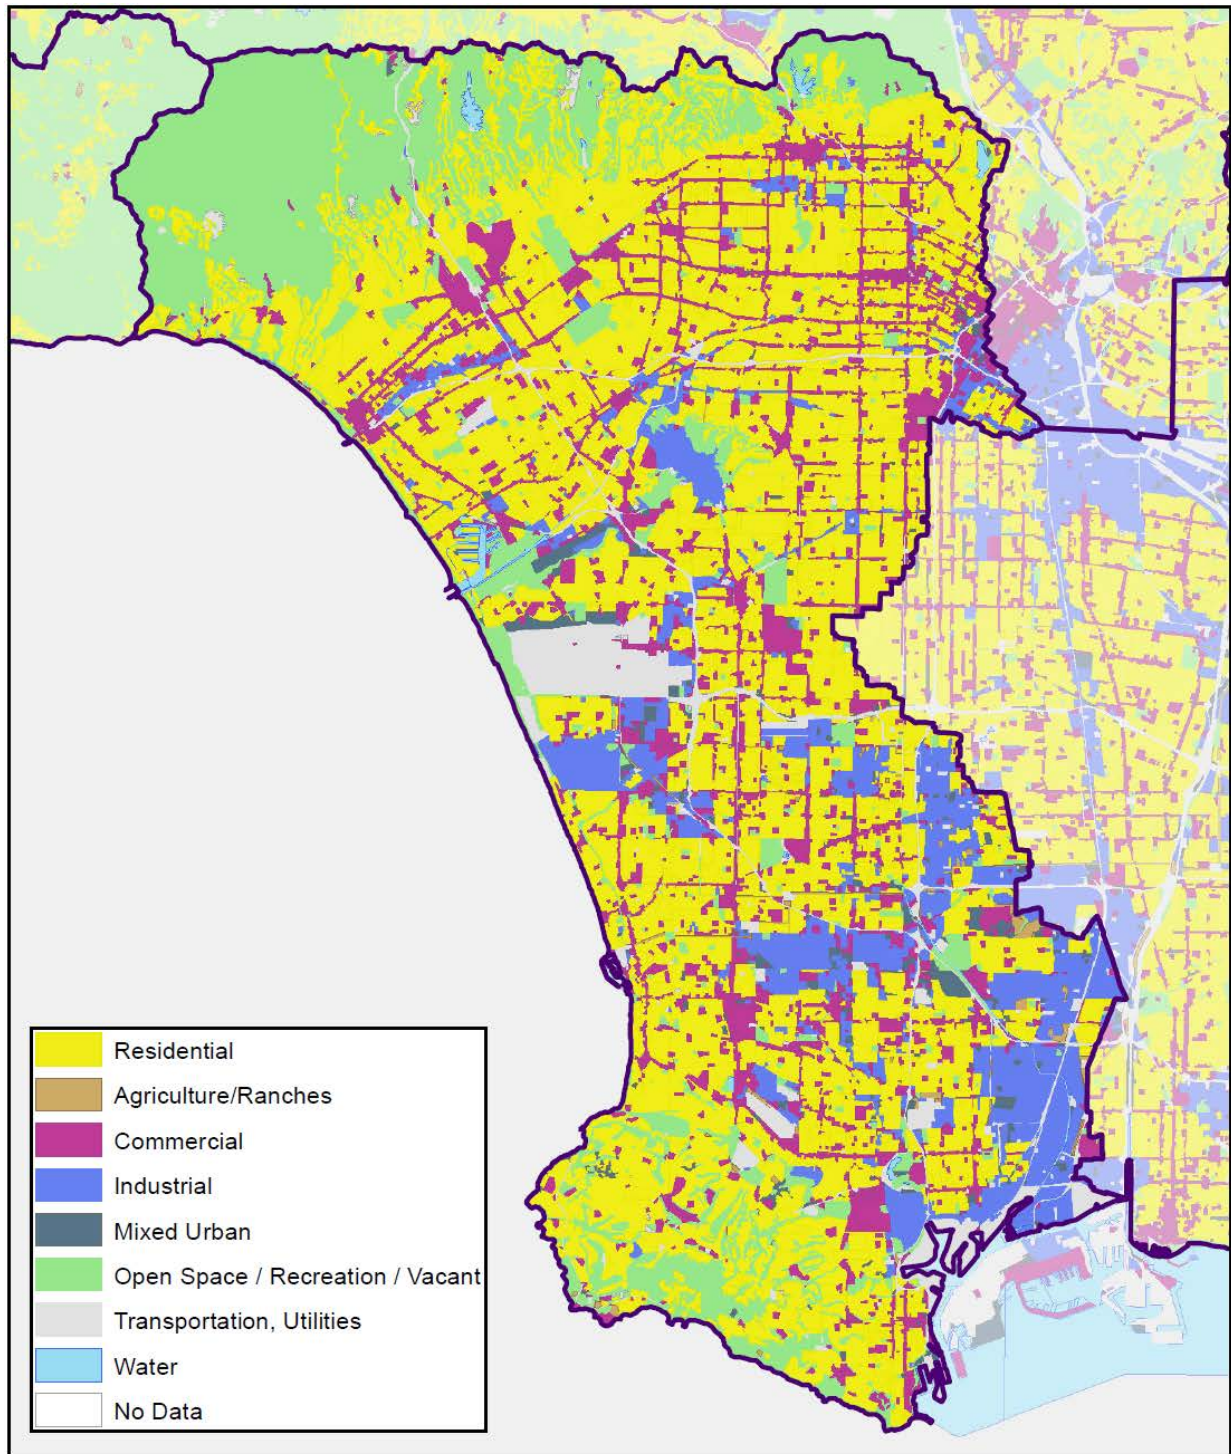 Residential
Agriculture/Ranches
Commercial
Industrial
Mixed Urban
Open Space / Recreation / Vacant
Transportation, Utilities
Water
No Data